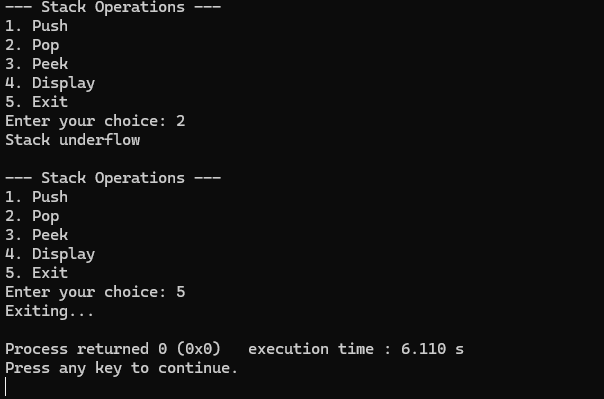 --- Stack Operations ---
1. Push
2. Pop
3. Peek
4. Display
5. Exit
Enter your choice: 2
Stack underflow

--- Stack Operations ---
1. Push
2. Pop
3. Peek
4. Display
5. Exit
Enter your choice: 5
Exiting...

Process returned 0 (0x0)   execution time : 6.110 s
Press any key to continue.